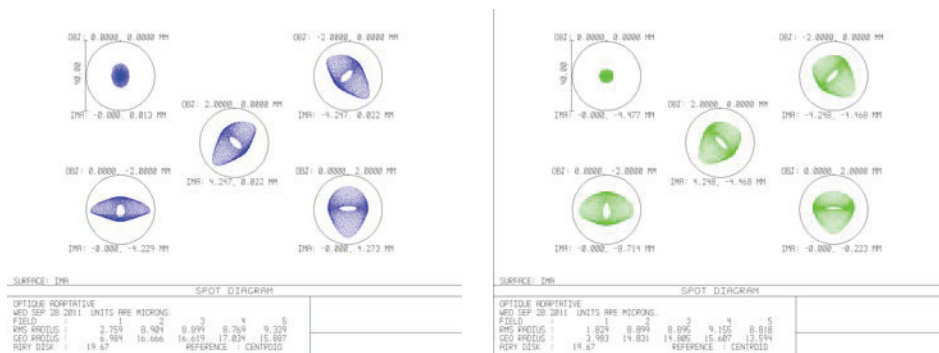 OBJ: 0.0000, 0.0000 MM
OBJ: -2.0000, 0.0000 MM
40.00
IMA: -0.000, 0.013 MM
OBJ: 2.0000, 0.0000 MM
IMA: -4.247, 0.022 MM
OBJ: 0.0000, -2.0000 MM
IMA: 4.247, 0.022 MM
OBJ: 0.0000, 2.0000 MM
IMA: -0.000, -4.229 MM
IMA: -0.000, 4.273 MM
SURFACE: IMA
SPOT DIAGRAM
OPTIQUE ADAPTATIVE
WED SEP 28 2011 UNITS ARE MICRONS.
FIELD : 1 2 3 4 5
RMS RADIUS : 2.759 8.904 8.899 8.769 9.329
GEO RADIUS : 6.984 16.666 16.619 17.034 15.887
AIRY DISK : 19.67 REFERENCE : CENTROID
OBJ: 0.0000, 0.0000 MM
OBJ: -2.0000, 0.0000 MM
40.00
IMA: -0.000, -4.477 MM
OBJ: 2.0000, 0.0000 MM
IMA: -4.248, -4.468 MM
OBJ: 0.0000, -2.0000 MM
IMA: 4.248, -4.468 MM
OBJ: 0.0000, 2.0000 MM
IMA: -0.000, -8.714 MM
IMA: -0.000, -0.223 MM
SURFACE: IMA
SPOT DIAGRAM
OPTIQUE ADAPTATIVE
WED SEP 28 2011 UNITS ARE MICRONS.
FIELD : 1 2 3 4 5
RMS RADIUS : 1.829 8.899 8.895 9.155 8.818
GEO RADIUS : 3.983 14.831 14.805 15.607 13.594
AIRY DISK : 19.67 REFERENCE : CENTROID